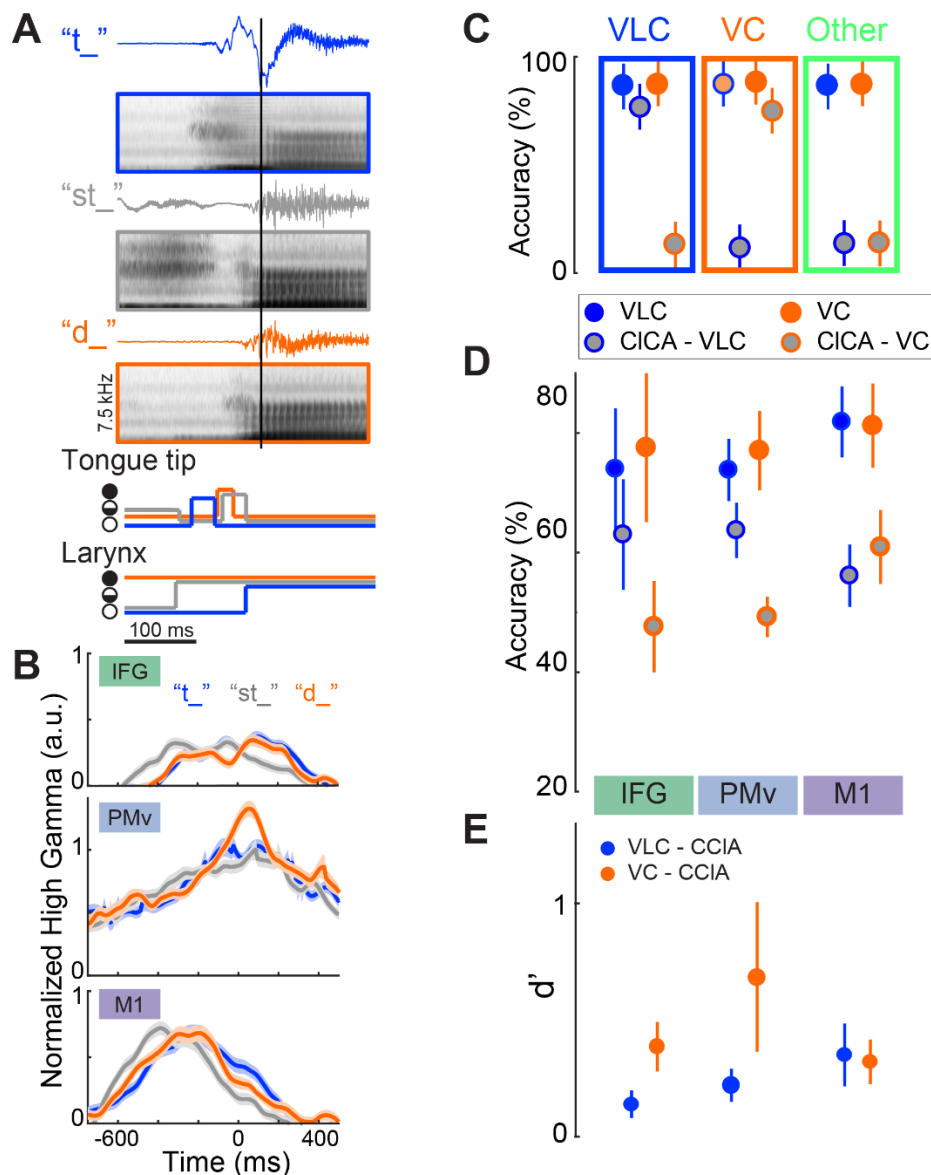 A
“t_”
“st_”
“d_”
7.5 kHz
Tongue tip
Larynx
100 ms
B
Normalized High Gamma (a.u.)
1
IFG
“t_” “st_” “d_”
0
PMv
1
0
1
M1
0
-600 0 400
Time (ms)
C
VLC VC Other
100
Accuracy (%)
0
VLC VC
CICA - VLC CICA - VC
D
80
Accuracy (%)
60
40
20
IFG PMv M1
E
VLC - CCIA
VC - CCIA
1
d’
0